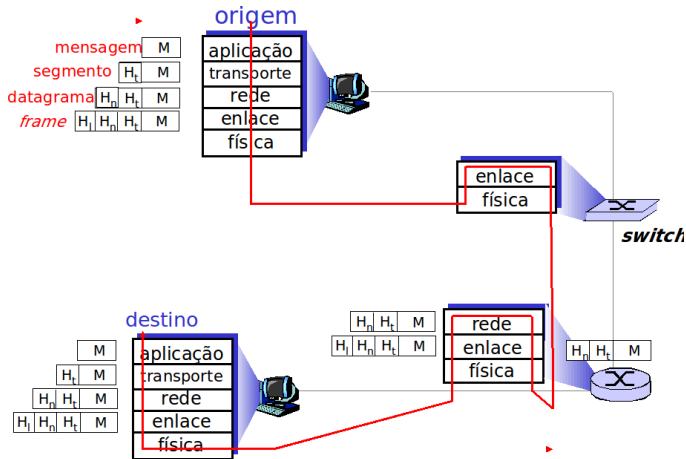 origem
mensagem M
aplicação
segmento Ht M
transporte
datagrama Hn Ht M
rede
frame Hl Hn Ht M
enlace
física
enlace
física
switch
destino
Hn Ht M
rede
Hl Hn Ht M
enlace
física
Hn Ht M
M
aplicação
Ht M
transporte
Hn Ht M
rede
Hl Hn Ht M
enlace
física